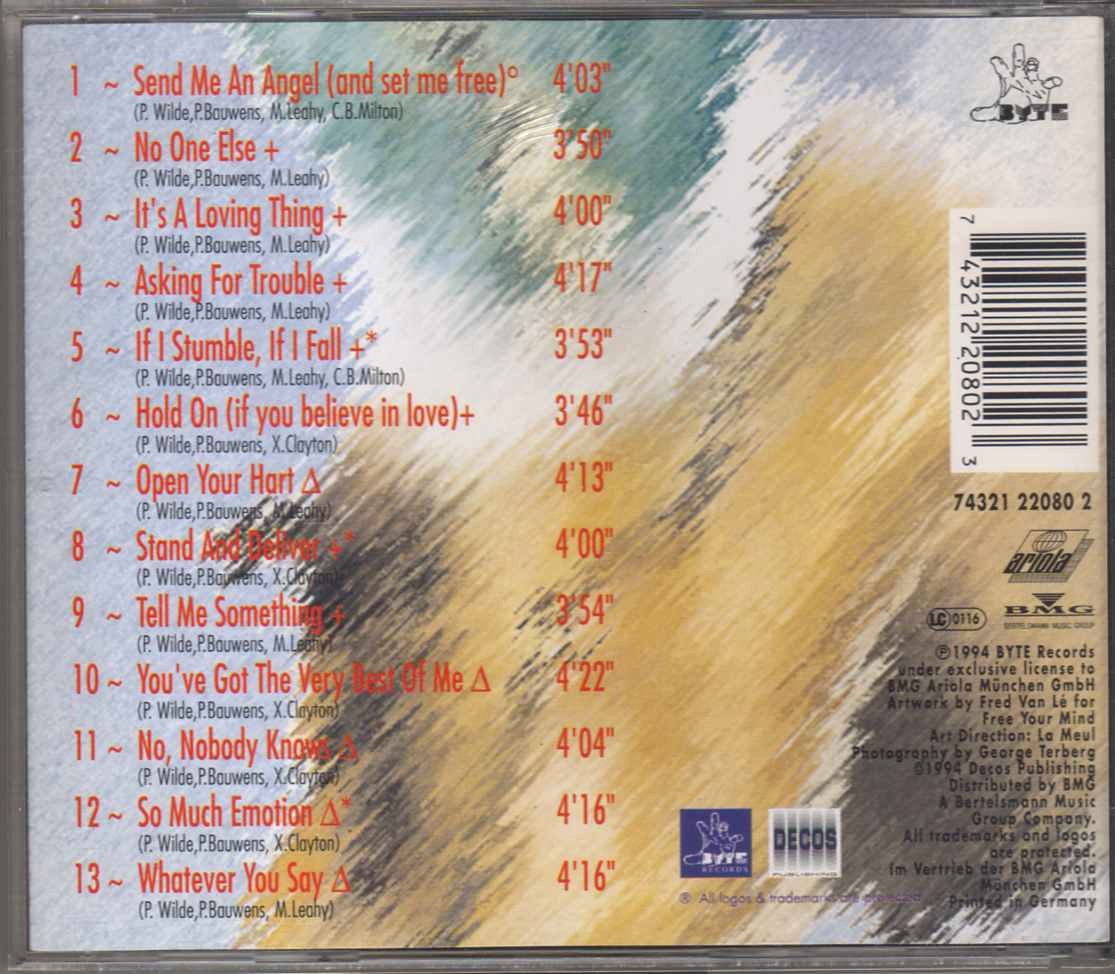 1 ~ Send Me An Angel (and set me free)° 4'03"
(P. Wilde,P.Bauwens, M.Leahy, C.B.Milton)
2 ~ No One Else + 3'50"
(P. Wilde,P.Bauwens, M.Leahy)
3 ~ It's A Loving Thing + 4'00"
(P. Wilde,P.Bauwens, M.Leahy)
4 ~ Asking For Trouble + 4'17"
(P. Wilde,P.Bauwens, M.Leahy)
5 ~ If I Stumble, If I Fall +* 3'53"
(P. Wilde,P.Bauwens, M.Leahy, C.B.Milton)
6 ~ Hold On (if you believe in love)+ 3'46"
(P. Wilde,P.Bauwens, X.Clayton)
7 ~ Open Your Hart Δ 4'13"
(P. Wilde,P.Bauwens, M.Leahy)
8 ~ Stand And Deliver +* 4'00"
(P. Wilde,P.Bauwens, X.Clayton)
9 ~ Tell Me Something + 3'54"
(P. Wilde,P.Bauwens, M.Leahy)
10 ~ You've Got The Very Best Of Me Δ 4'22"
(P. Wilde,P.Bauwens, X.Clayton)
11 ~ No, Nobody Knows Δ 4'04"
(P. Wilde,P.Bauwens, X.Clayton)
12 ~ So Much Emotion Δ* 4'16"
(P. Wilde,P.Bauwens, X.Clayton)
13 ~ Whatever You Say Δ 4'16"
(P. Wilde,P.Bauwens, M.Leahy)
BYTE
7 43212 20802 3
74321 22080 2
ariola
LC 0116
BMG
BERTELSMANN MUSIC GROUP
℗1994 BYTE Records
under exclusive license to
BMG Ariola München GmbH
Artwork by Fred Van Lé for
Free Your Mind
Art Direction: La Meul
Photography by George Terberg
©1994 Decos Publishing
Distributed by BMG
A Bertelsmann Music
Group Company.
All trademarks and logos
are protected.
Im Vertrieb der BMG Ariola
München GmbH
Printed in Germany
BYTE
RECORDS
DECOS
PUBLISHING
® All logos & trademarks are protected